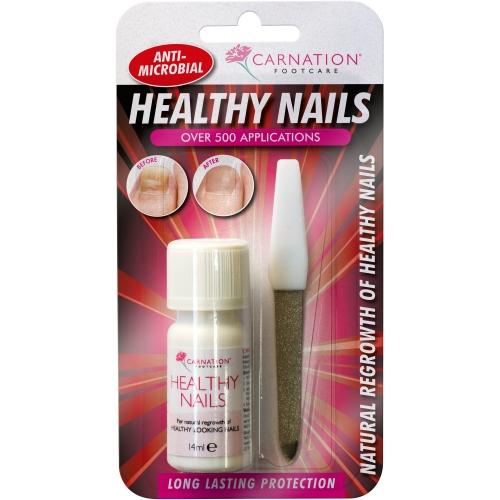 ANTI-
MICROBIAL
CARNATION®
FOOTCARE
HEALTHY NAILS
OVER 500 APPLICATIONS
BEFORE
AFTER
NATURAL REGROWTH OF HEALTHY NAILS
CARNATION®
FOOTCARE
HEALTHY
NAILS
For natural regrowth of
HEALTHY LOOKING NAILS
14ml ℮
LONG LASTING PROTECTION